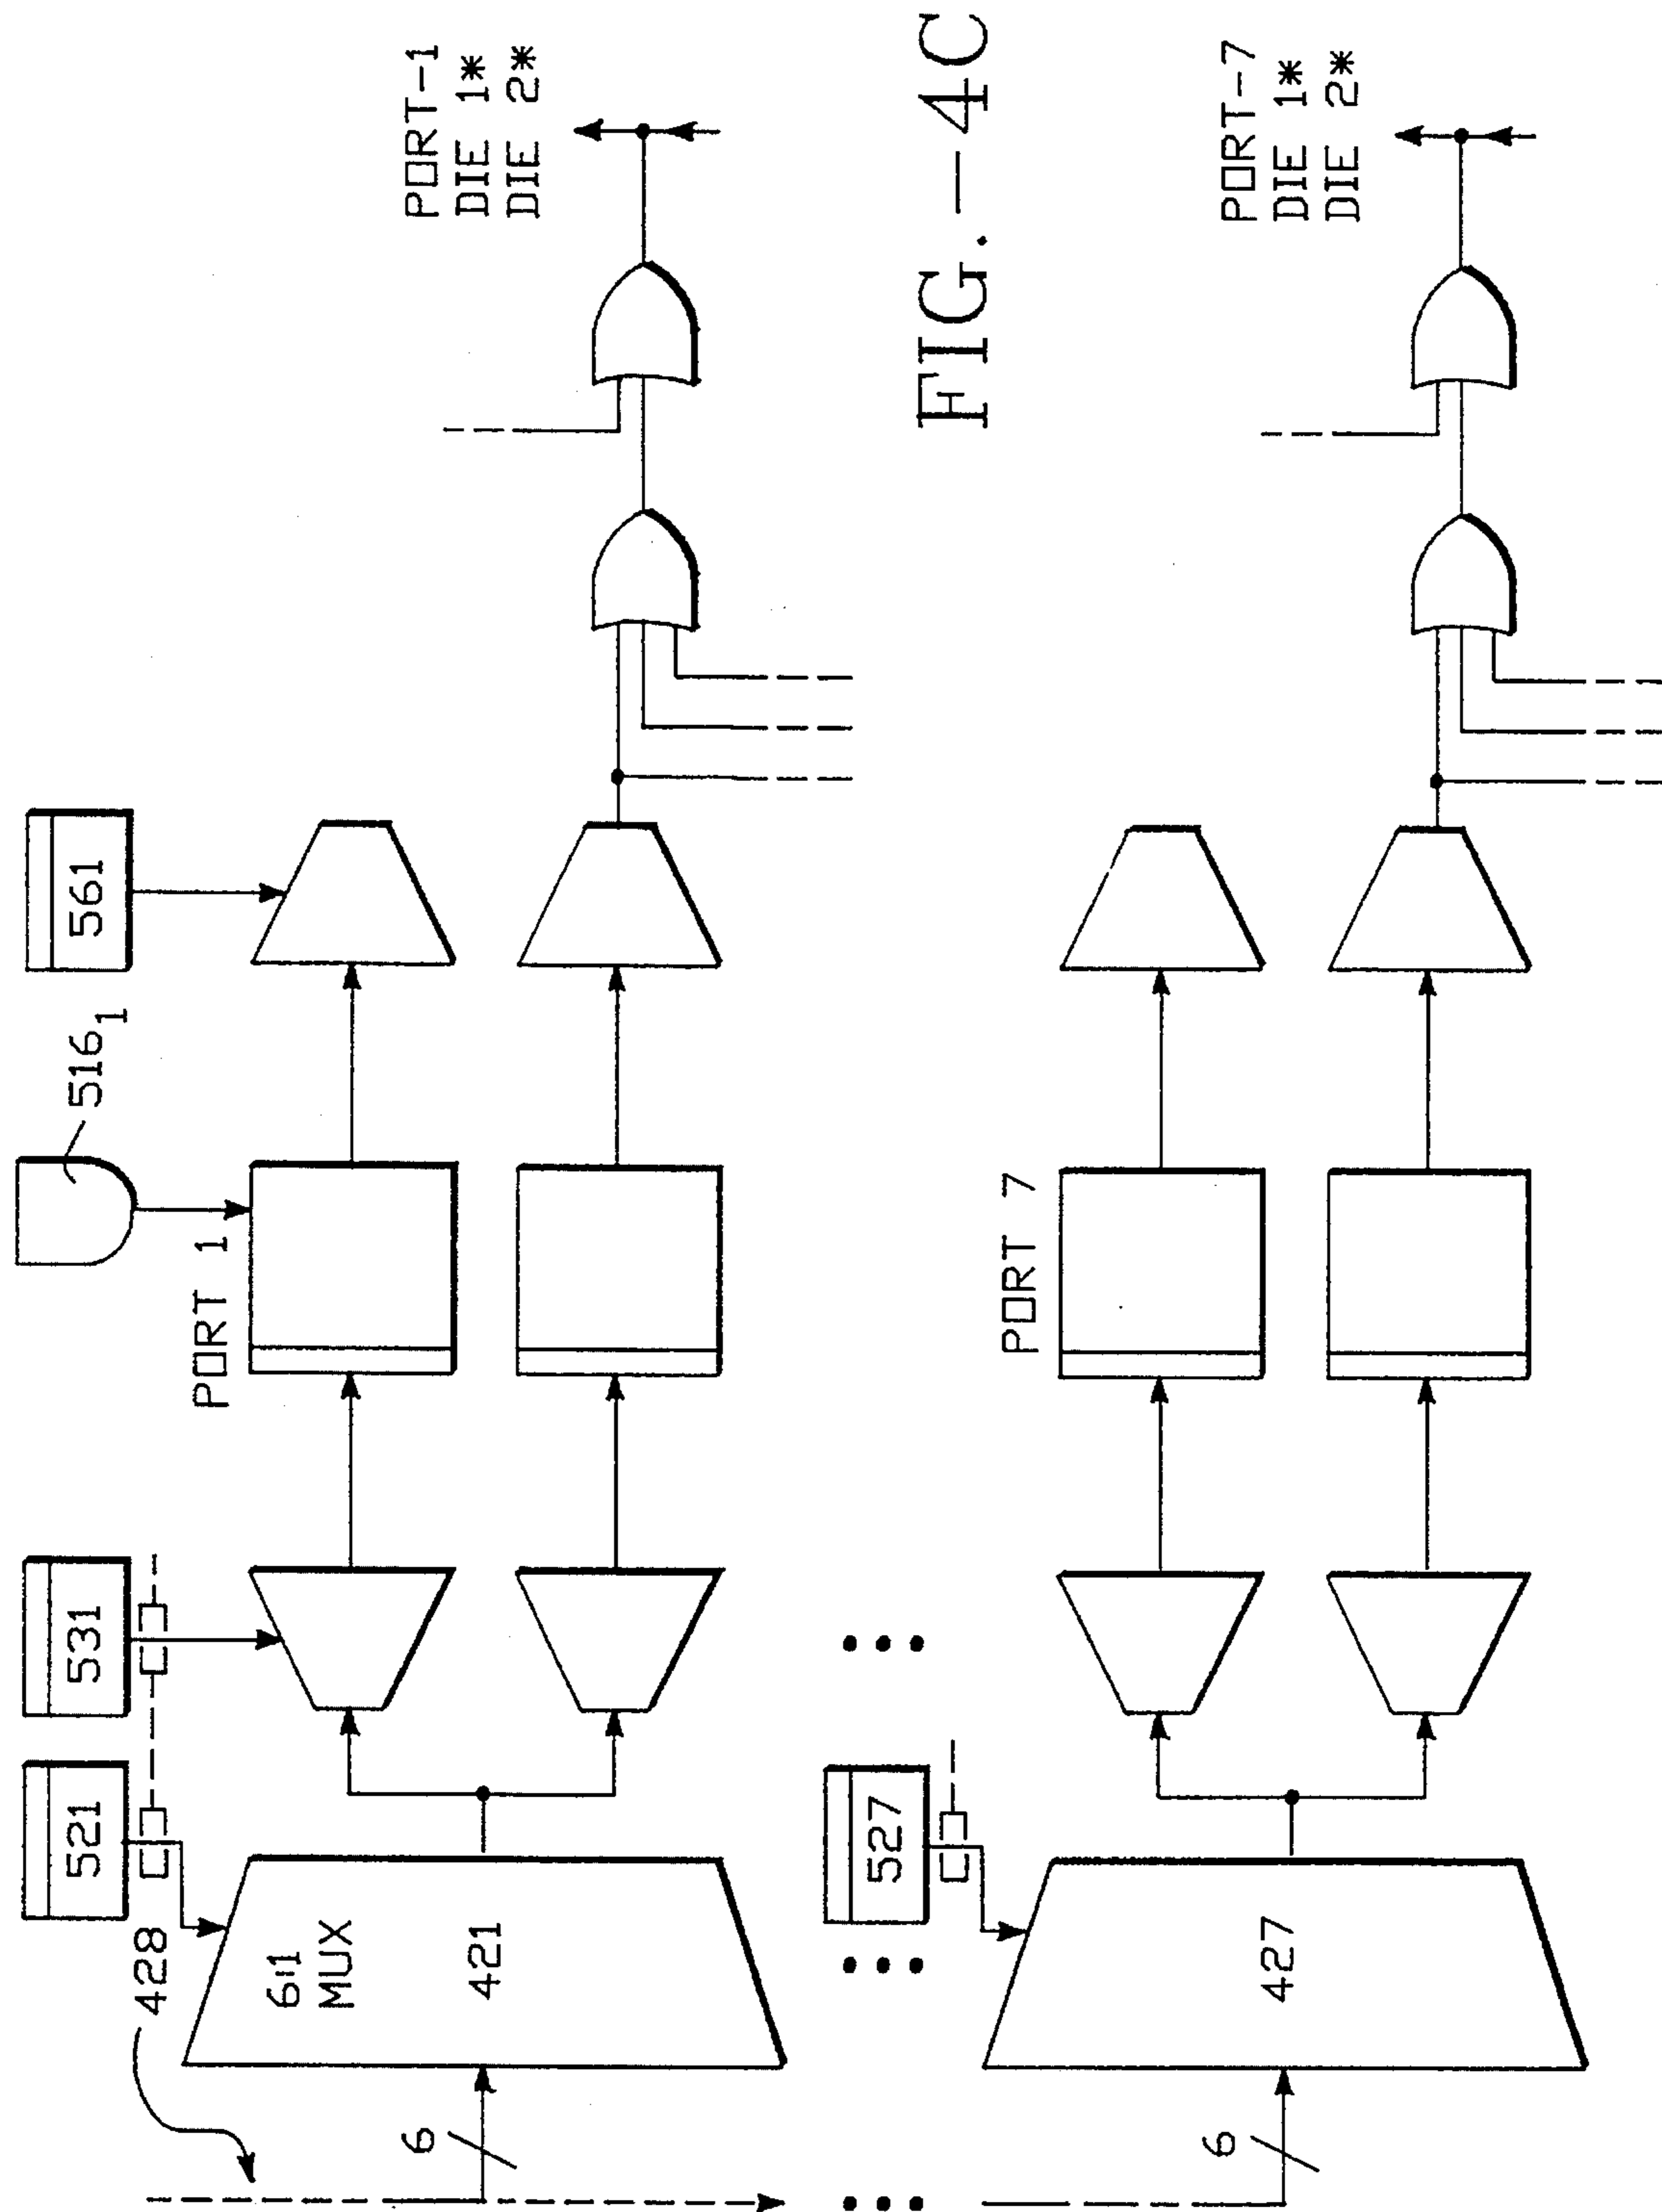 428
521
531
516₁
561
6:1
MUX
421
PORT 1
6
PORT-1
DIE 1*
DIE 2*
FIG.—4C
527
427
PORT 7
6
PORT-7
DIE 1*
DIE 2*